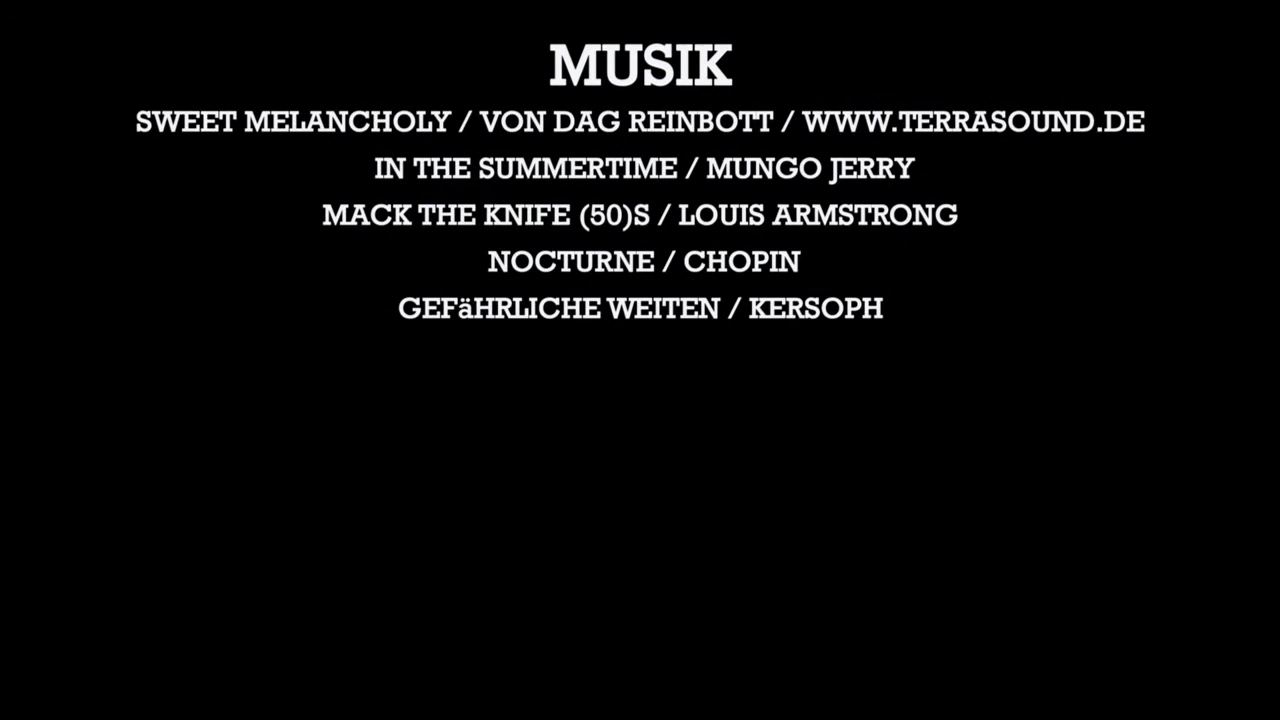 MUSIK
SWEET MELANCHOLY / VON DAG REINBOTT / WWW.TERRASOUND.DE
IN THE SUMMERTIME / MUNGO JERRY
MACK THE KNIFE (50)S / LOUIS ARMSTRONG
NOCTURNE / CHOPIN
GEFäHRLICHE WEITEN / KERSOPH